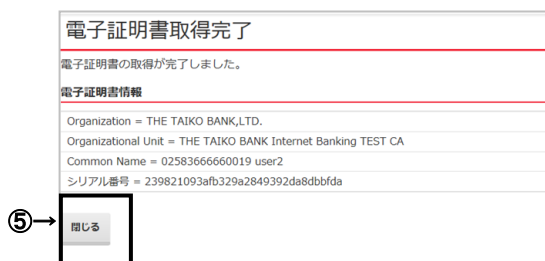 電子証明書取得完了
電子証明書の取得が完了しました。
電子証明書情報
Organization = THE TAIKO BANK,LTD.
Organizational Unit = THE TAIKO BANK Internet Banking TEST CA
Common Name = 02583666660019 user2
シリアル番号 = 239821093afb329a2849392da8dbbfda
⑤→ 閉じる